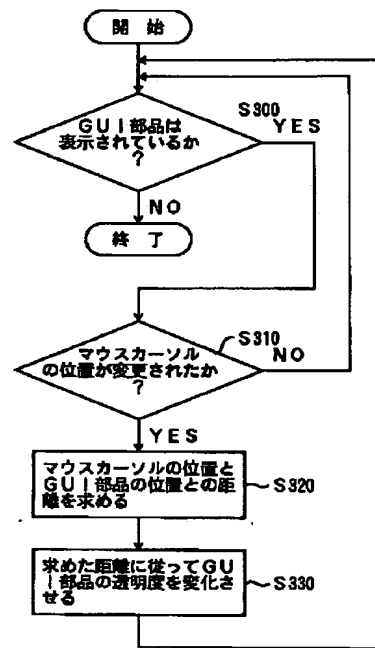 開 始
S300
GUI部品は
表示されているか
?
YES
NO
終 了
S310
マウスカーソル
の位置が変更されたか
?
NO
YES
マウスカーソルの位置と
GUI部品の位置との距
離を求める
S320
求めた距離に従ってGU
I部品の透明度を変化さ
せる
S330